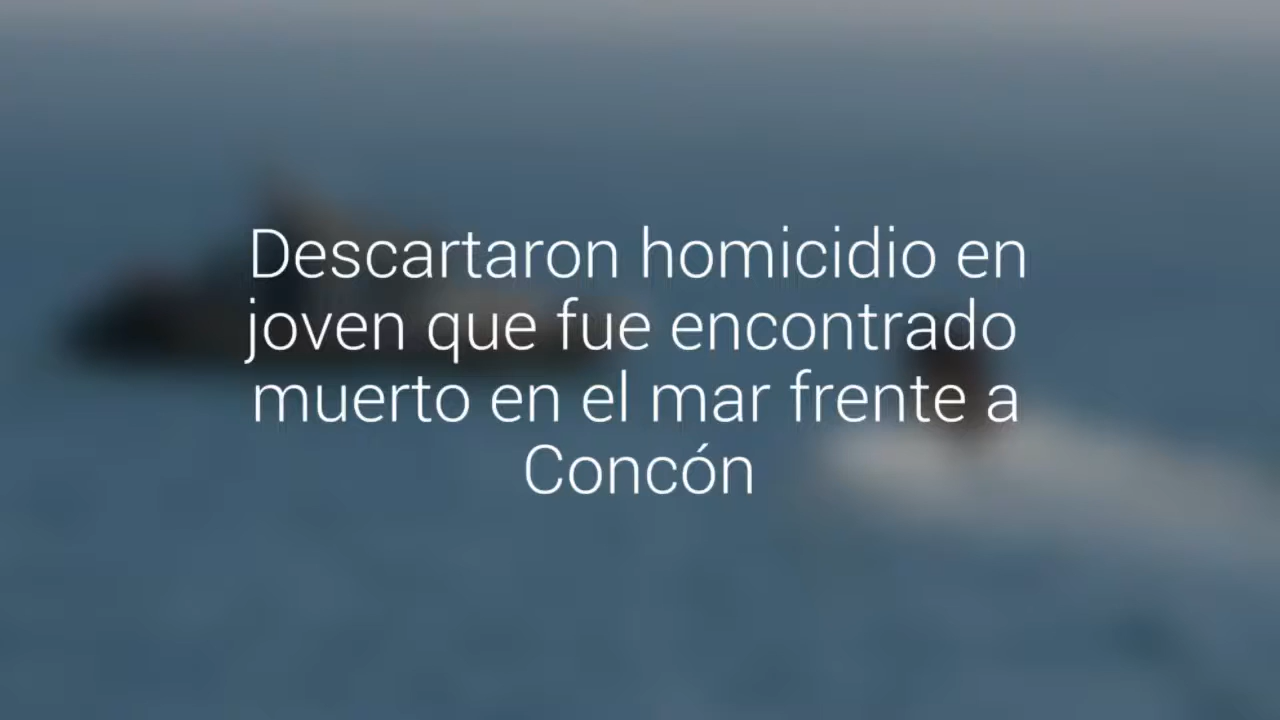 Descartaron homicidio en
joven que fue encontrado
muerto en el mar frente a
Concón